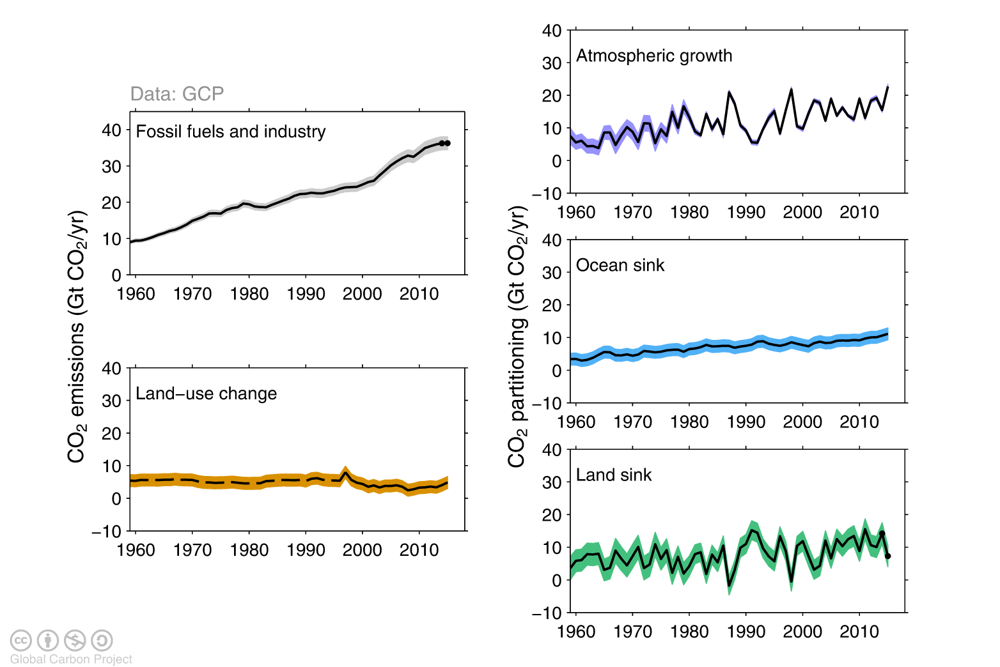 Data: GCP
CO2 emissions (Gt CO2/yr)
Fossil fuels and industry
40
30
20
10
0
1960 1970 1980 1990 2000 2010
Land−use change
40
30
20
10
0
−10
1960 1970 1980 1990 2000 2010
CO2 partitioning (Gt CO2/yr)
Atmospheric growth
40
30
20
10
0
−10
1960 1970 1980 1990 2000 2010
Ocean sink
40
30
20
10
0
−10
1960 1970 1980 1990 2000 2010
Land sink
40
30
20
10
0
−10
1960 1970 1980 1990 2000 2010
cc
Global Carbon Project